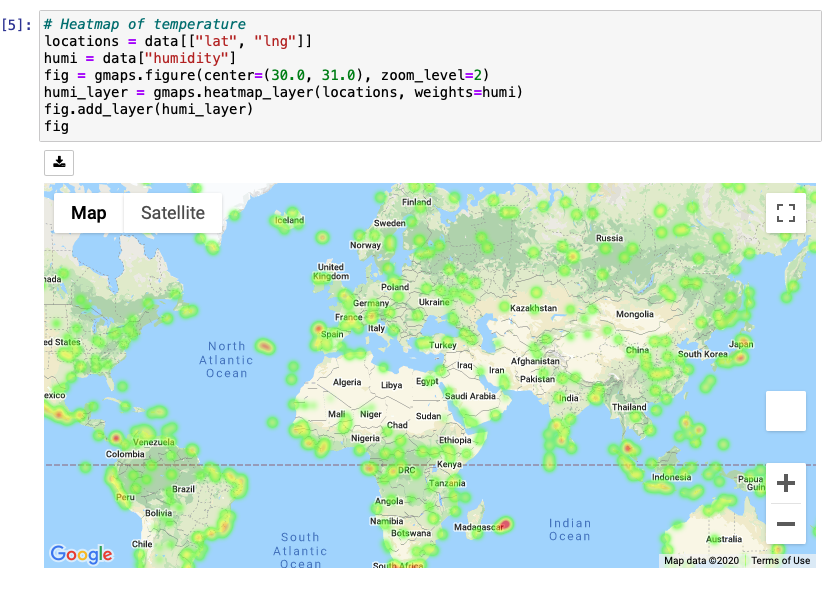 [5]:
# Heatmap of temperature
locations = data[["lat", "lng"]]
humi = data["humidity"]
fig = gmaps.figure(center=(30.0, 31.0), zoom_level=2)
humi_layer = gmaps.heatmap_layer(locations, weights=humi)
fig.add_layer(humi_layer)
fig
Map Satellite
Finland
Iceland
Sweden
Russia
Norway
United
Kingdom
nada
Poland
Germany
Ukraine
Kazakhstan
Mongolia
France
Italy
Spain
ed States
North
Atlantic
Ocean
Turkey
China
South Korea
Japan
Iraq
Iran
Afghanistan
Pakistan
Algeria
Libya
Egypt
Saudi Arabia
exico
India
Thailand
Mali
Niger
Chad
Sudan
Nigeria
Ethiopia
Venezuela
Colombia
DRC
Kenya
Indonesia
Papua
Guin
Tanzania
Brazil
Peru
Angola
Bolivia
Namibia
Botswana
Madagascar
Indian
Ocean
South
Atlantic
Ocean
Chile
Australia
South Africa
Google
Map data ©2020
Terms of Use